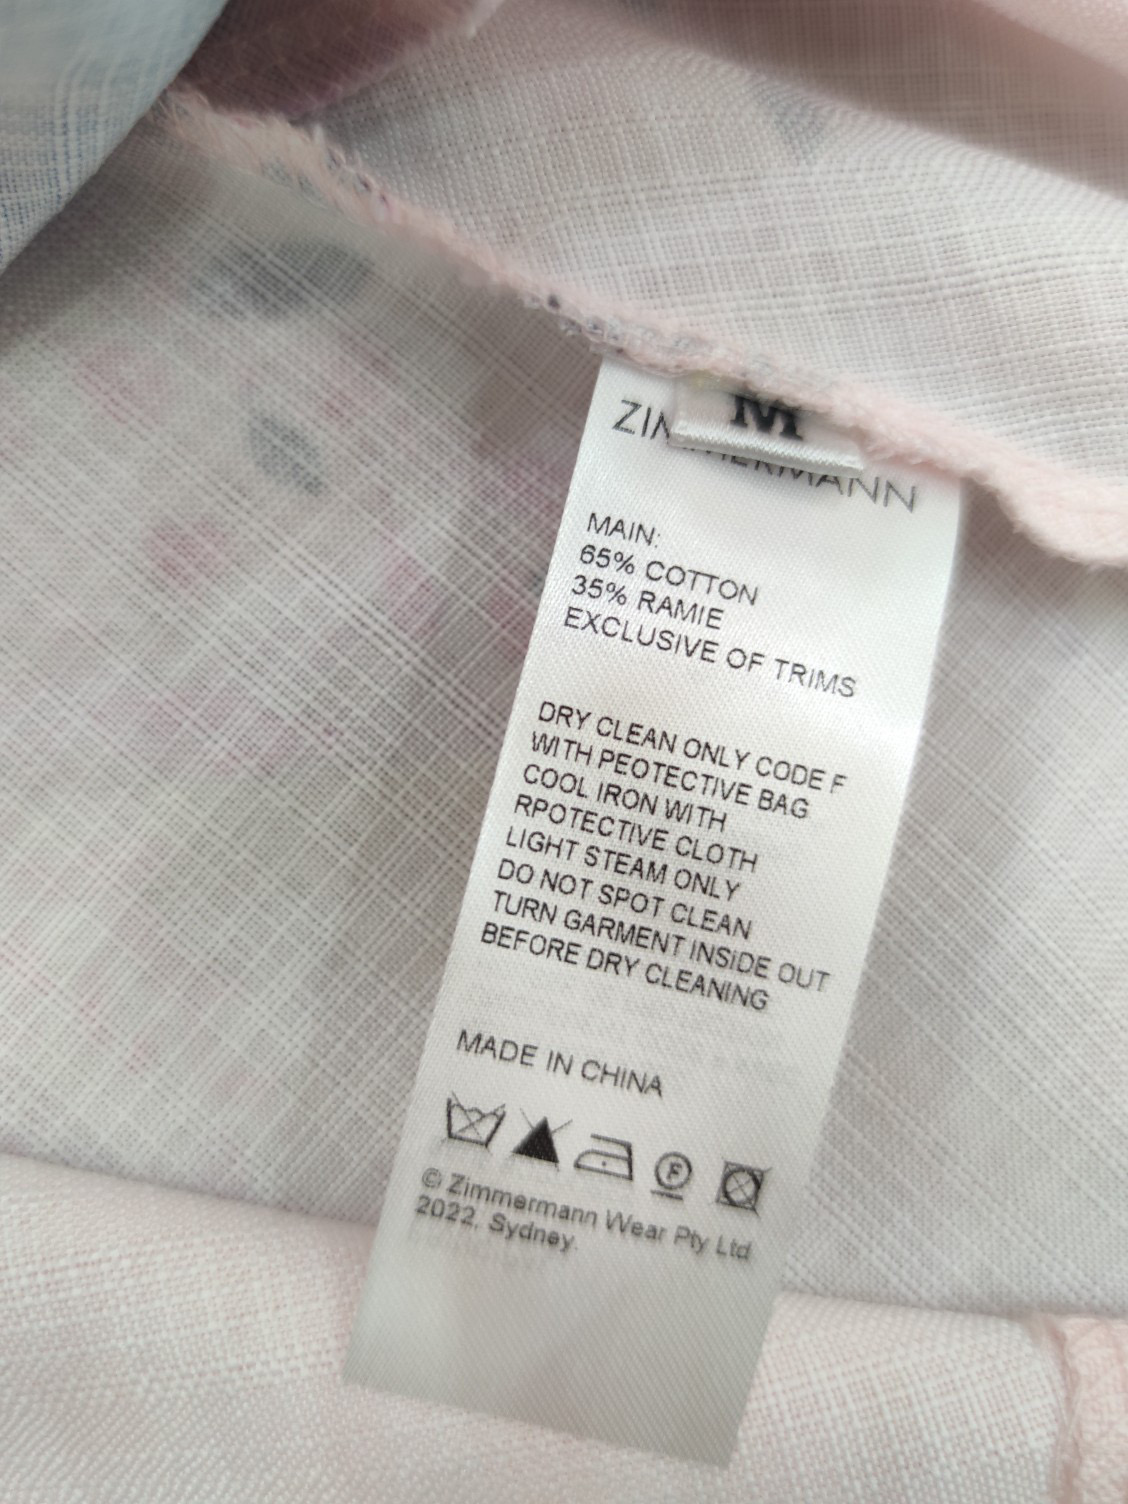 M
ZIMMERMANN
MAIN:
65% COTTON
35% RAMIE
EXCLUSIVE OF TRIMS
DRY CLEAN ONLY CODE F
WITH PEOTECTIVE BAG
COOL IRON WITH
RPOTECTIVE CLOTH
LIGHT STEAM ONLY
DO NOT SPOT CLEAN
TURN GARMENT INSIDE OUT
BEFORE DRY CLEANING
MADE IN CHINA
F
© Zimmermann Wear Pty Ltd
2022, Sydney.